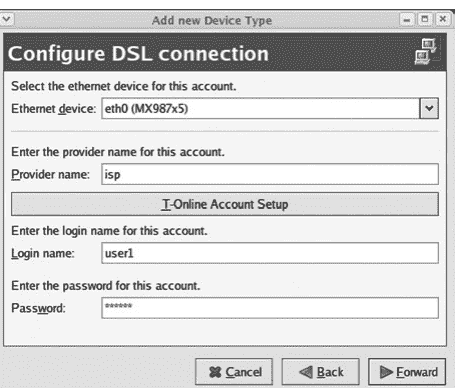 Add new Device Type
Configure DSL connection
Select the ethernet device for this account.
Ethernet device: eth0 (MX987x5)
Enter the provider name for this account.
Provider name: isp
T-Online Account Setup
Enter the login name for this account.
Login name: user1
Enter the password for this account.
Password: ******
Cancel Back Forward